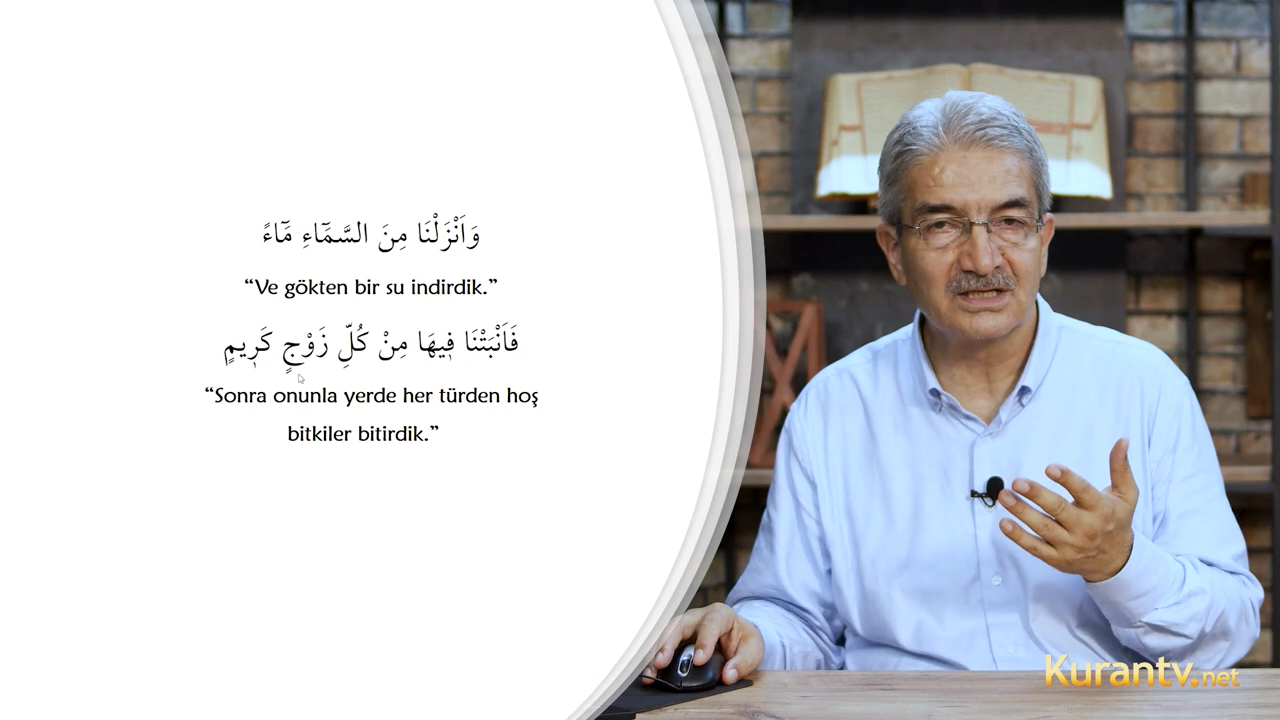 وَاَنْزَلْنَا مِنَ السَّمَٓاءِ مَٓاءً
“Ve gökten bir su indirdik.”
فَاَنْبَتْنَا ف۪يهَا مِنْ كُلِّ زَوْجٍ كَر۪يمٍ
“Sonra onunla yerde her türden hoş
bitkiler bitirdik.”
Kurantv.net